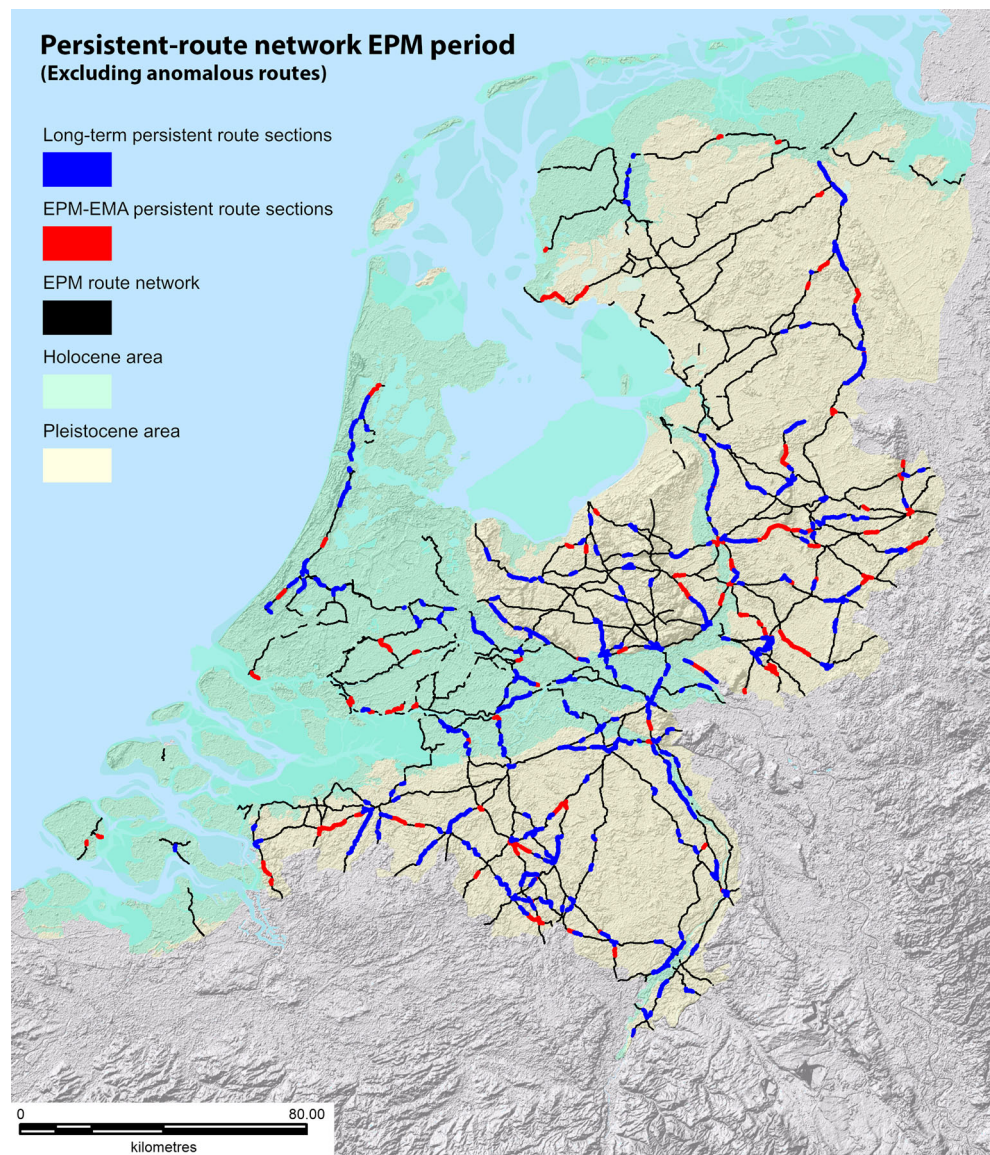 Persistent-route network EPM period
(Excluding anomalous routes)
Long-term persistent route sections
EPM-EMA persistent route sections
EPM route network
Holocene area
Pleistocene area
0 80.00
kilometres